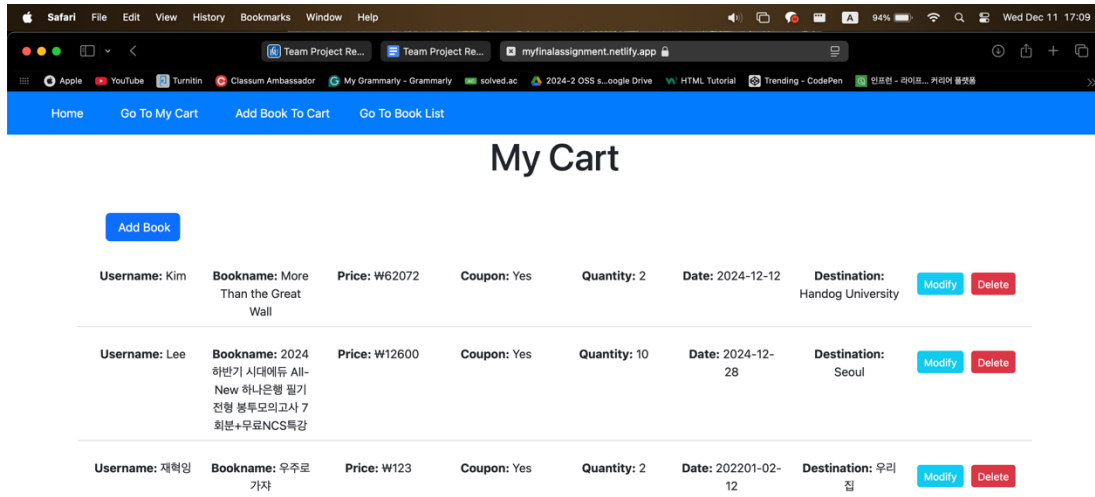 Safari File Edit View History Bookmarks Window Help 94% Wed Dec 11 17:09
Team Project Re... Team Project Re... myfinalassignment.netlify.app
Apple YouTube Turnitin Classum Ambassador My Grammarly - Grammarly solved.ac 2024-2 OSS s...oogle Drive HTML Tutorial Trending - CodePen 인프런 - 라이프... 커리어 플랫폼
Home Go To My Cart Add Book To Cart Go To Book List
My Cart
Add Book
Username: Kim Bookname: More Price: ₩62072 Coupon: Yes Quantity: 2 Date: 2024-12-12 Destination:
Than the Great Handog University Modify Delete
Wall
Username: Lee Bookname: 2024 Price: ₩12600 Coupon: Yes Quantity: 10 Date: 2024-12- Destination:
하반기 시대에듀 All- 28 Seoul Modify Delete
New 하나은행 필기
전형 봉투모의고사 7
회분+무료NCS특강
Username: 재혁잉 Bookname: 우주로 Price: ₩123 Coupon: Yes Quantity: 2 Date: 202201-02- Destination: 우리
가쟈 12 집 Modify Delete